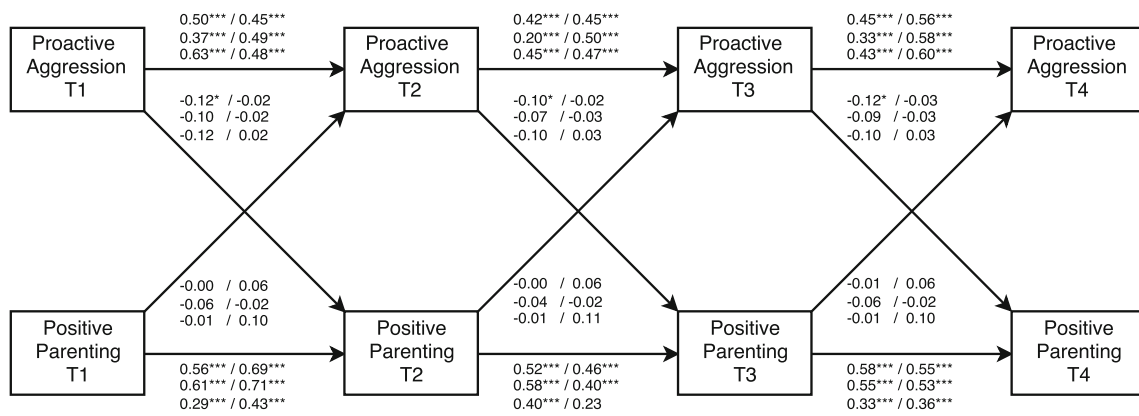 0.50*** / 0.45***
0.37*** / 0.49***
0.63*** / 0.48***
0.42*** / 0.45***
0.20*** / 0.50***
0.45*** / 0.47***
0.45*** / 0.56***
0.33*** / 0.58***
0.43*** / 0.60***
Proactive
Aggression
T1
Proactive
Aggression
T2
Proactive
Aggression
T3
Proactive
Aggression
T4
-0.12* / -0.02
-0.10 / -0.02
-0.12 / 0.02
-0.10* / -0.02
-0.07 / -0.03
-0.10 / 0.03
-0.12* / -0.03
-0.09 / -0.03
-0.10 / 0.03
-0.00 / 0.06
-0.06 / -0.02
-0.01 / 0.10
-0.00 / 0.06
-0.04 / -0.02
-0.01 / 0.11
-0.01 / 0.06
-0.06 / -0.02
-0.01 / 0.10
Positive
Parenting
T1
Positive
Parenting
T2
Positive
Parenting
T3
Positive
Parenting
T4
0.56*** / 0.69***
0.61*** / 0.71***
0.29*** / 0.43***
0.52*** / 0.46***
0.58*** / 0.40***
0.40*** / 0.23
0.58*** / 0.55***
0.55*** / 0.53***
0.33*** / 0.36***